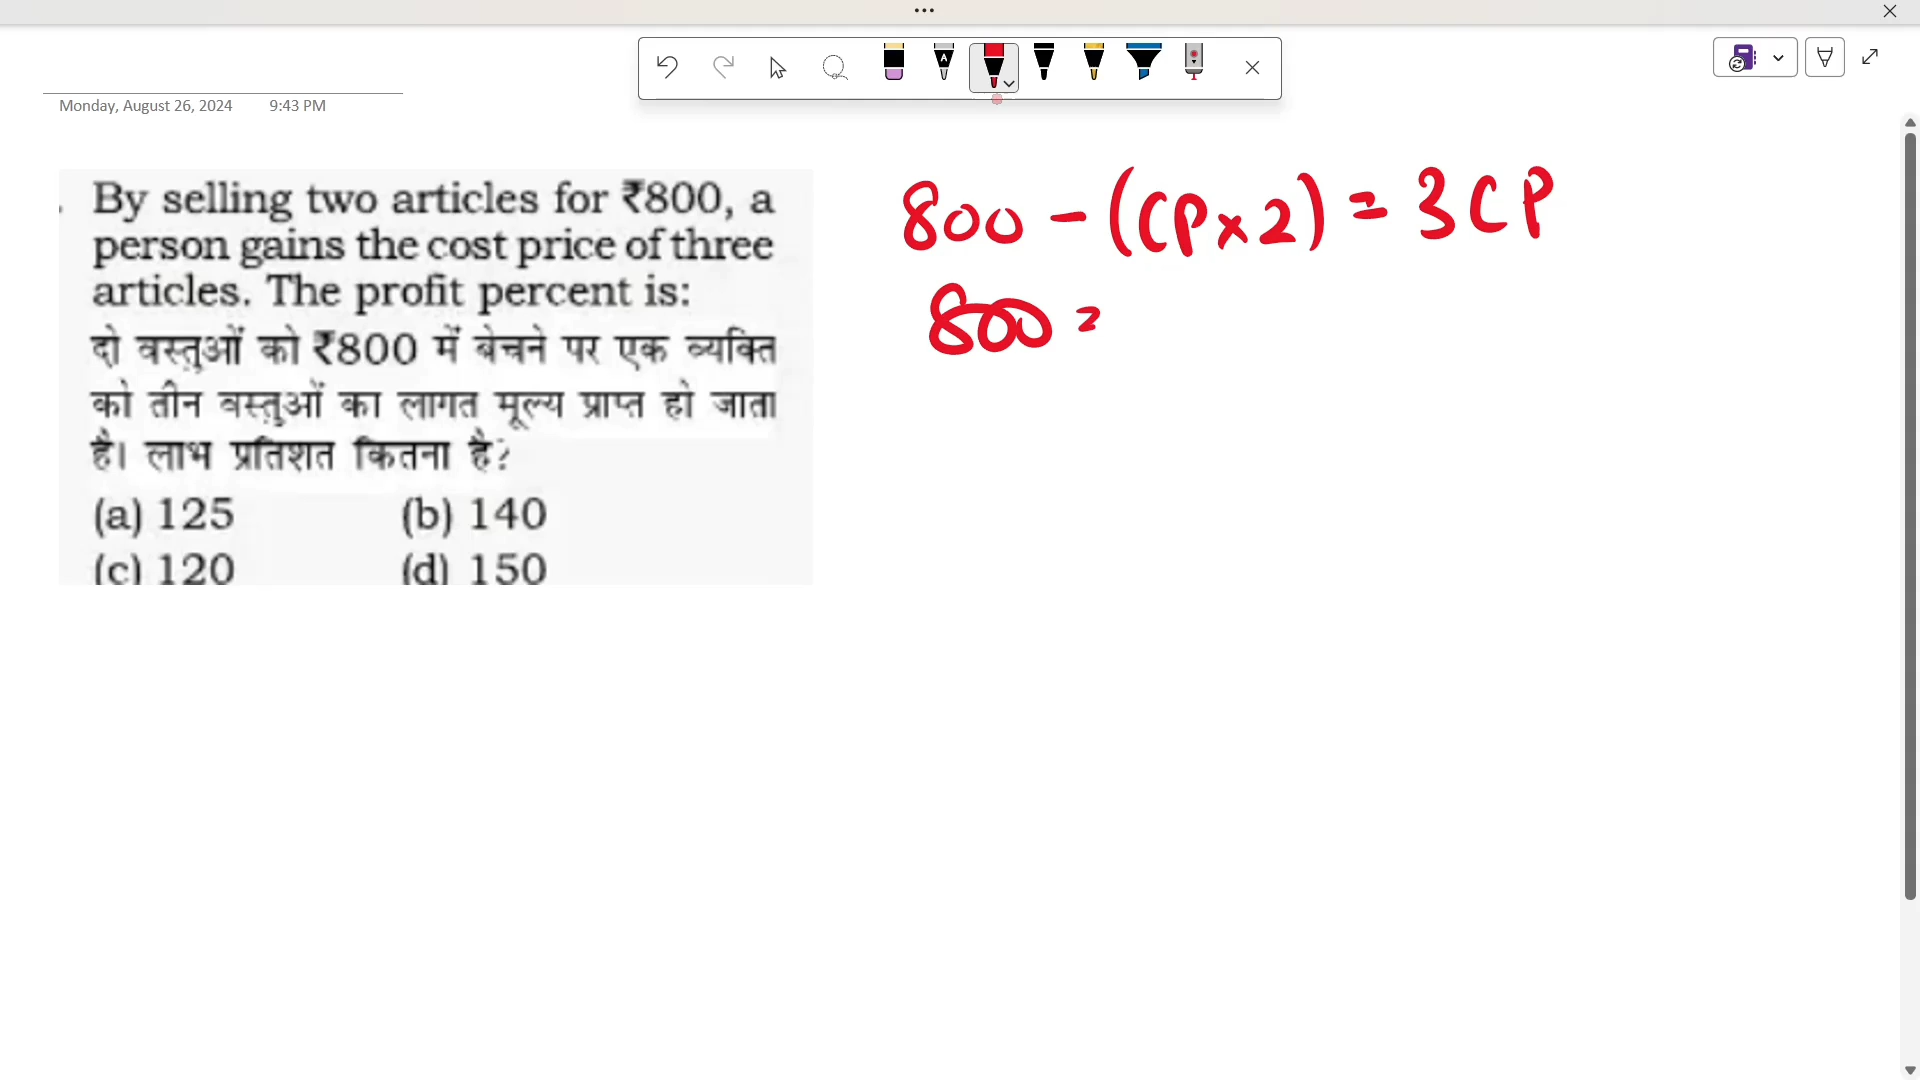 Monday, August 26, 2024 9:43 PM
By selling two articles for ₹800, a
person gains the cost price of three
articles. The profit percent is:
दो वस्तुओं को ₹800 में बेचने पर एक व्यक्ति
को तीन वस्तुओं का लागत मूल्य प्राप्त हो जाता
है। लाभ प्रतिशत कितना है?
(a) 125 (b) 140
(c) 120 (d) 150
800 - (CP x 2) = 3 CP
800 =